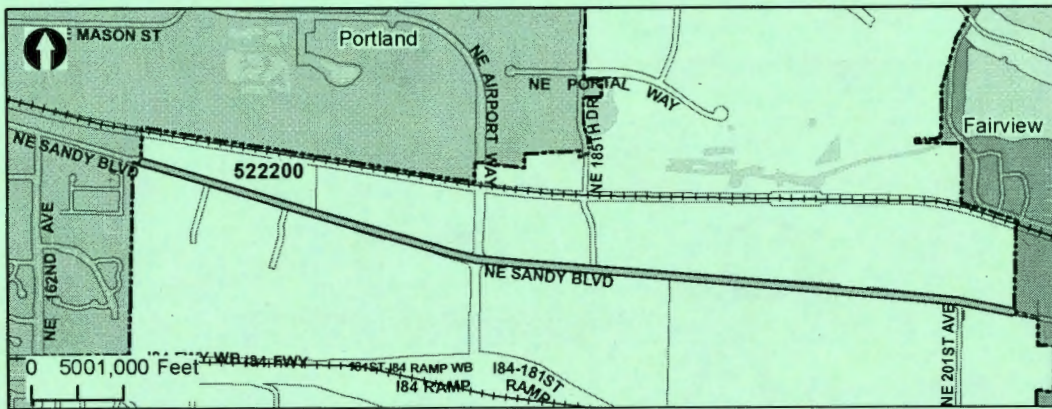 E MASON ST
Portland
NE AIRPORT WAY
NE PORTAL WAY
NE 185TH DR
Fairview
NE SANDY BLVD
522200
NE 162ND AVE
NE SANDY BLVD
NE 201ST AVE
I84 FWY WB I84 FWY
181ST I84 RAMP WB
I84 RAMP
I84-181ST
RAMP
0 5001,000 Feet